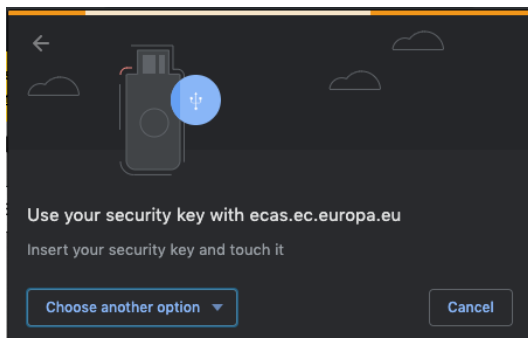 Use your security key with ecas.ec.europa.eu
Insert your security key and touch it
Choose another option
Cancel